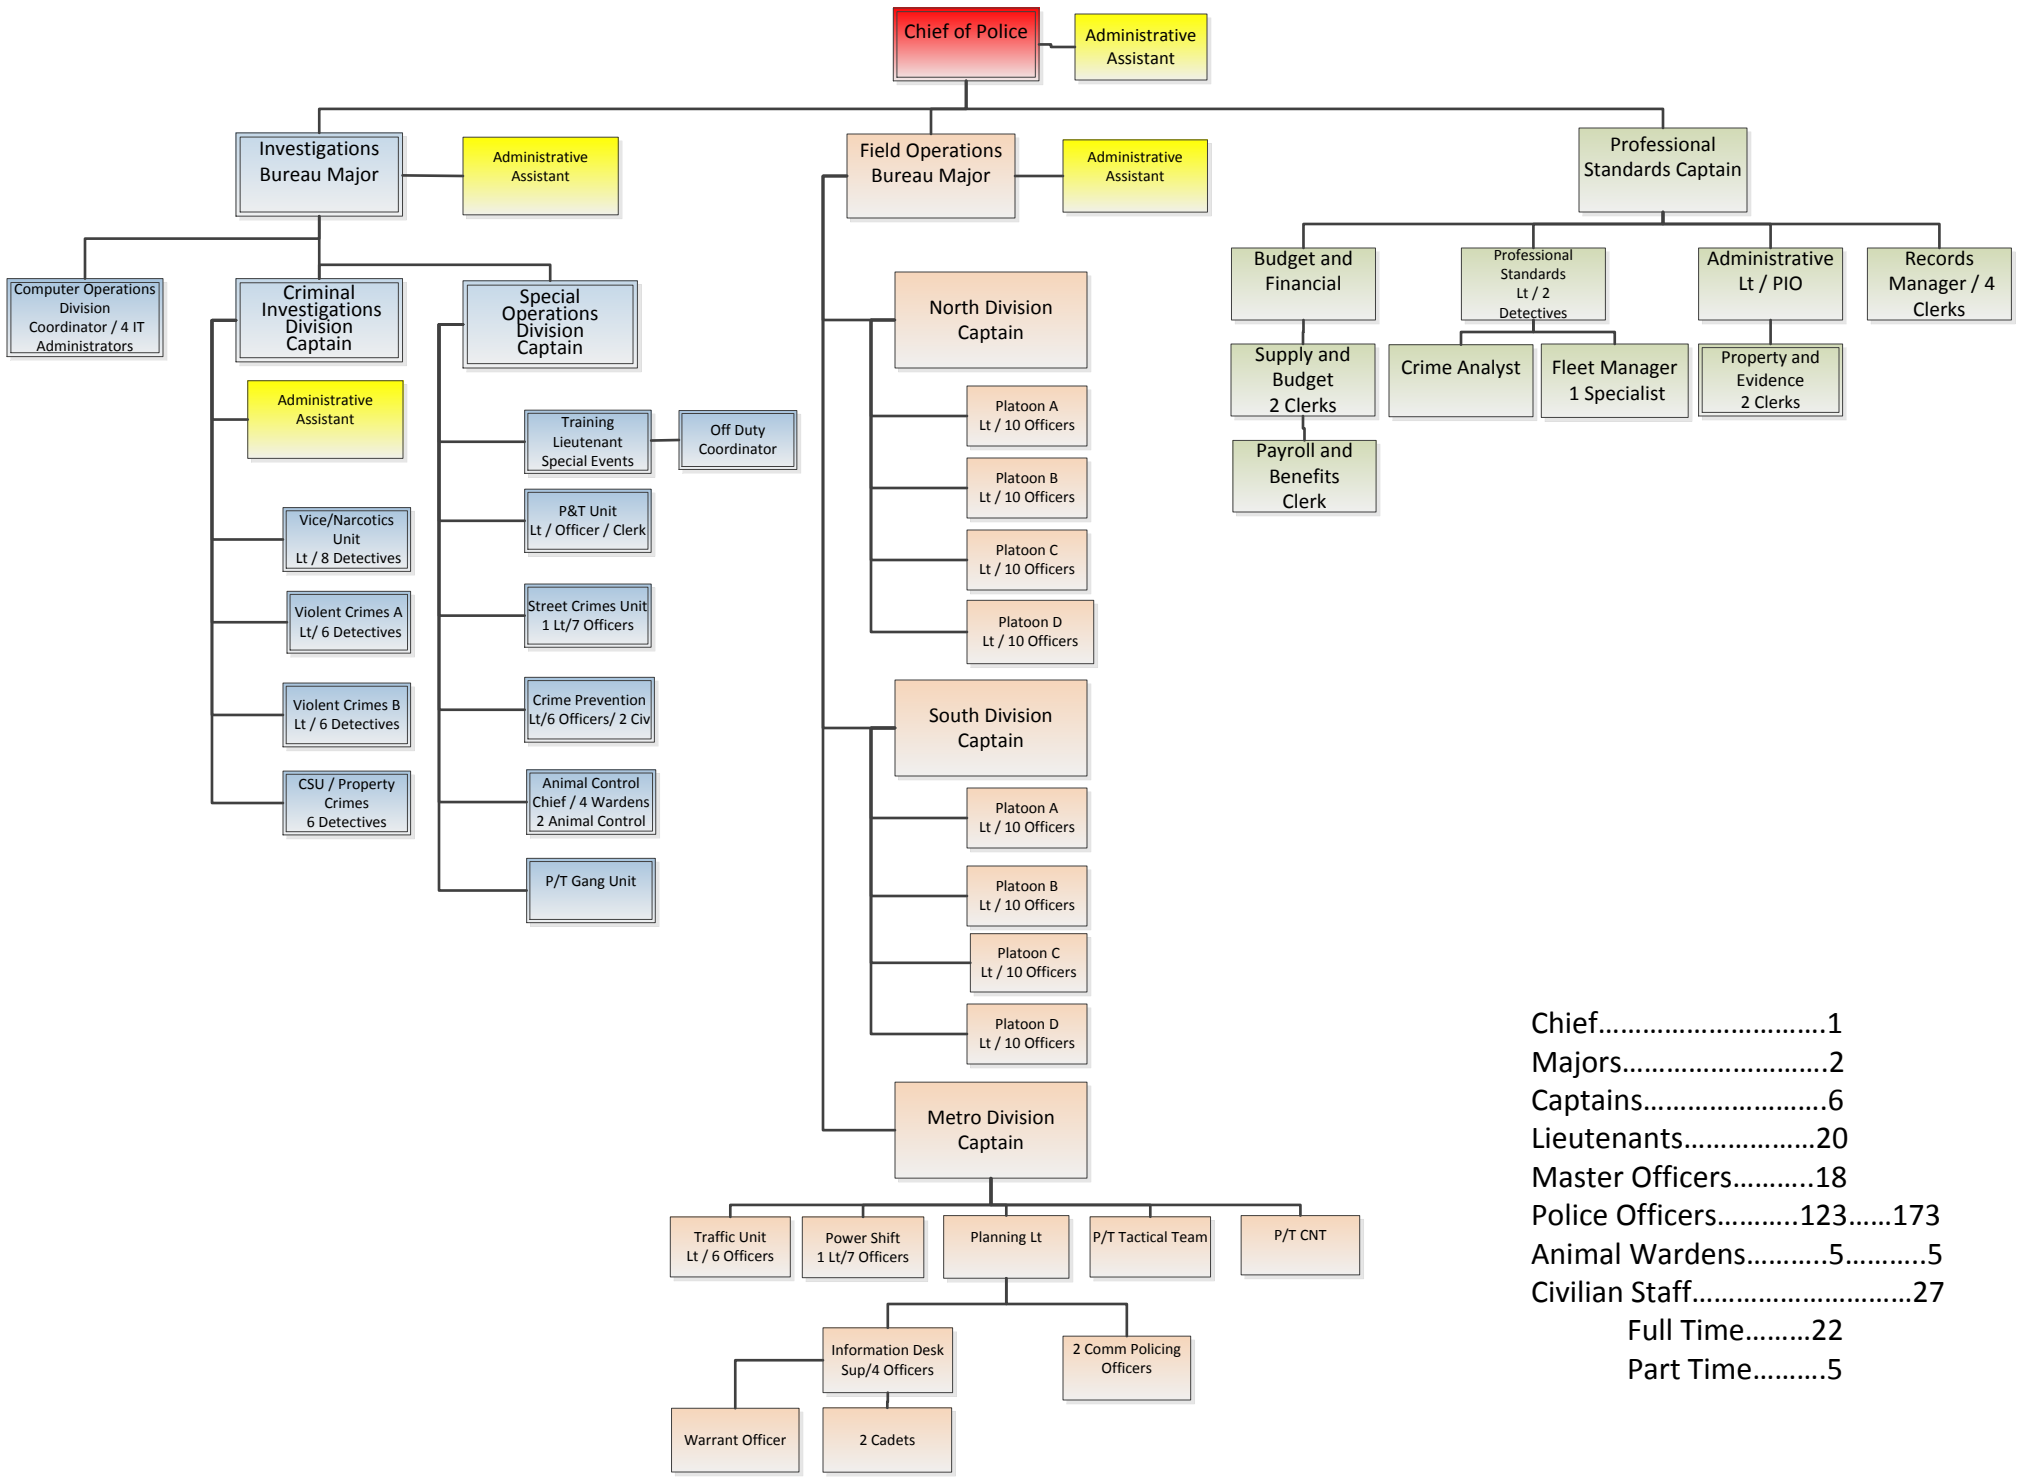 Chief of Police
Administrative
Assistant
Investigations
Bureau Major
Administrative
Assistant
Field Operations
Bureau Major
Administrative
Assistant
Professional
Standards Captain
Computer Operations
Division
Coordinator / 4 IT
Administrators
Criminal
Investigations
Division
Captain
Special
Operations
Division
Captain
Administrative
Assistant
Vice/Narcotics
Unit
Lt / 8 Detectives
Violent Crimes A
Lt/ 6 Detectives
Violent Crimes B
Lt / 6 Detectives
CSU / Property
Crimes
6 Detectives
Training
Lieutenant
Special Events
Off Duty
Coordinator
P&T Unit
Lt / Officer / Clerk
Street Crimes Unit
1 Lt/7 Officers
Crime Prevention
Lt/6 Officers/ 2 Civ
Animal Control
Chief / 4 Wardens
2 Animal Control
P/T Gang Unit
North Division
Captain
Platoon A
Lt / 10 Officers
Platoon B
Lt / 10 Officers
Platoon C
Lt / 10 Officers
Platoon D
Lt / 10 Officers
South Division
Captain
Platoon A
Lt / 10 Officers
Platoon B
Lt / 10 Officers
Platoon C
Lt / 10 Officers
Platoon D
Lt / 10 Officers
Metro Division
Captain
Traffic Unit
Lt / 6 Officers
Power Shift
1 Lt/7 Officers
Planning Lt
P/T Tactical Team
P/T CNT
Information Desk
Sup/4 Officers
2 Comm Policing
Officers
Warrant Officer
2 Cadets
Budget and
Financial
Professional
Standards
Lt / 2
Detectives
Administrative
Lt / PIO
Records
Manager / 4
Clerks
Supply and
Budget
2 Clerks
Crime Analyst
Fleet Manager
1 Specialist
Property and
Evidence
2 Clerks
Payroll and
Benefits
Clerk
Chief………………………….1
Majors……………………….2
Captains…………………….6
Lieutenants………………20
Master Officers………..18
Police Officers……….123……173
Animal Wardens………..5………..5
Civilian Staff…………………………27
Full Time………22
Part Time……….5